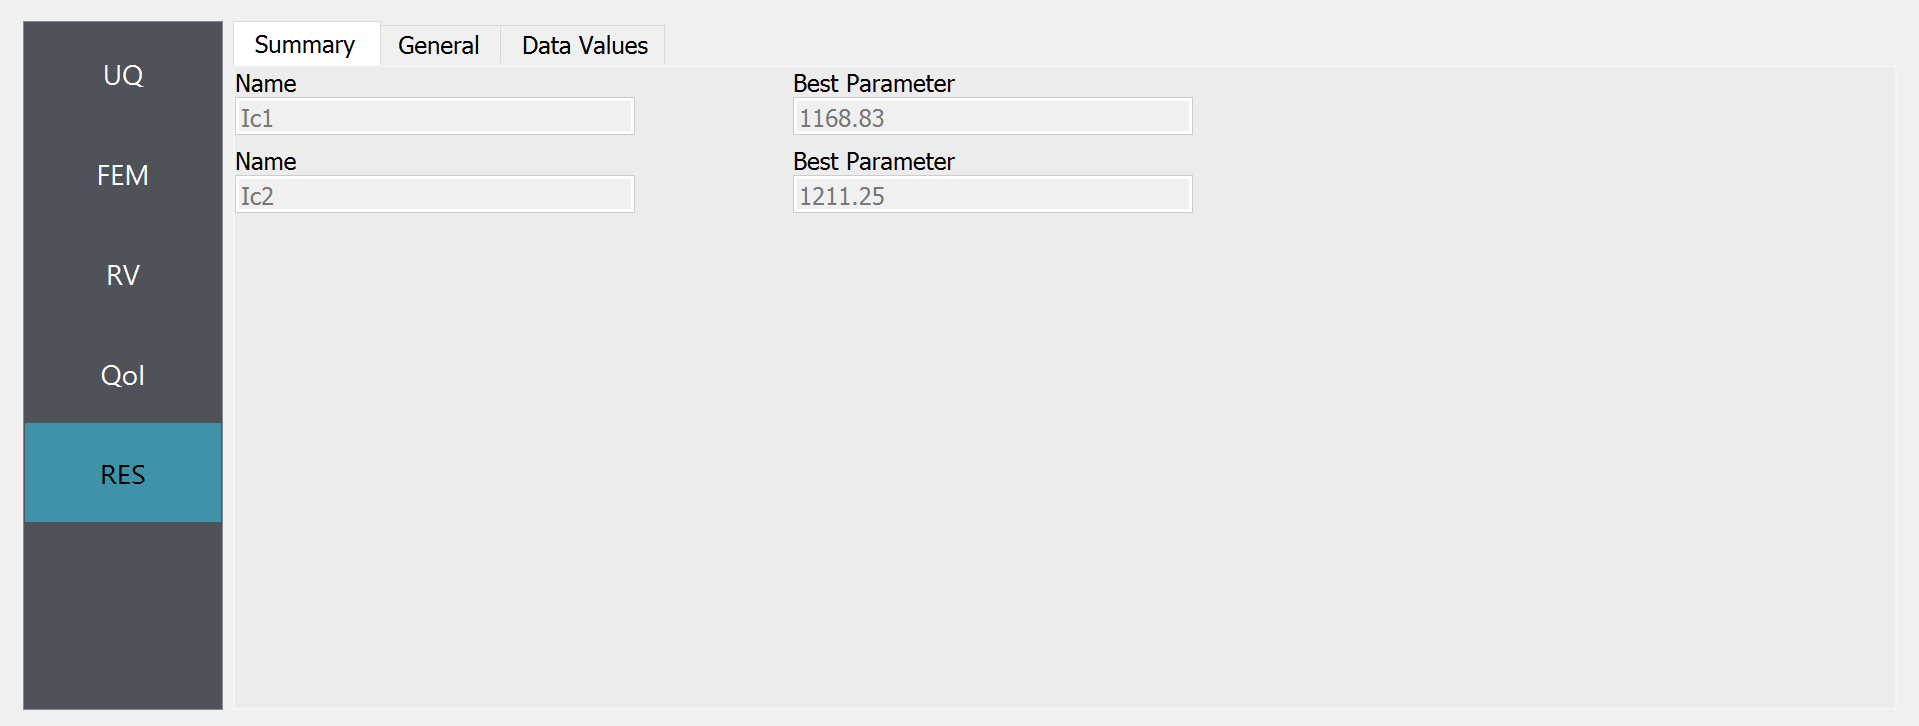 UQ
FEM
RV
QoI
RES
Summary General Data Values
Name Best Parameter
Ic1 1168.83
Name Best Parameter
Ic2 1211.25